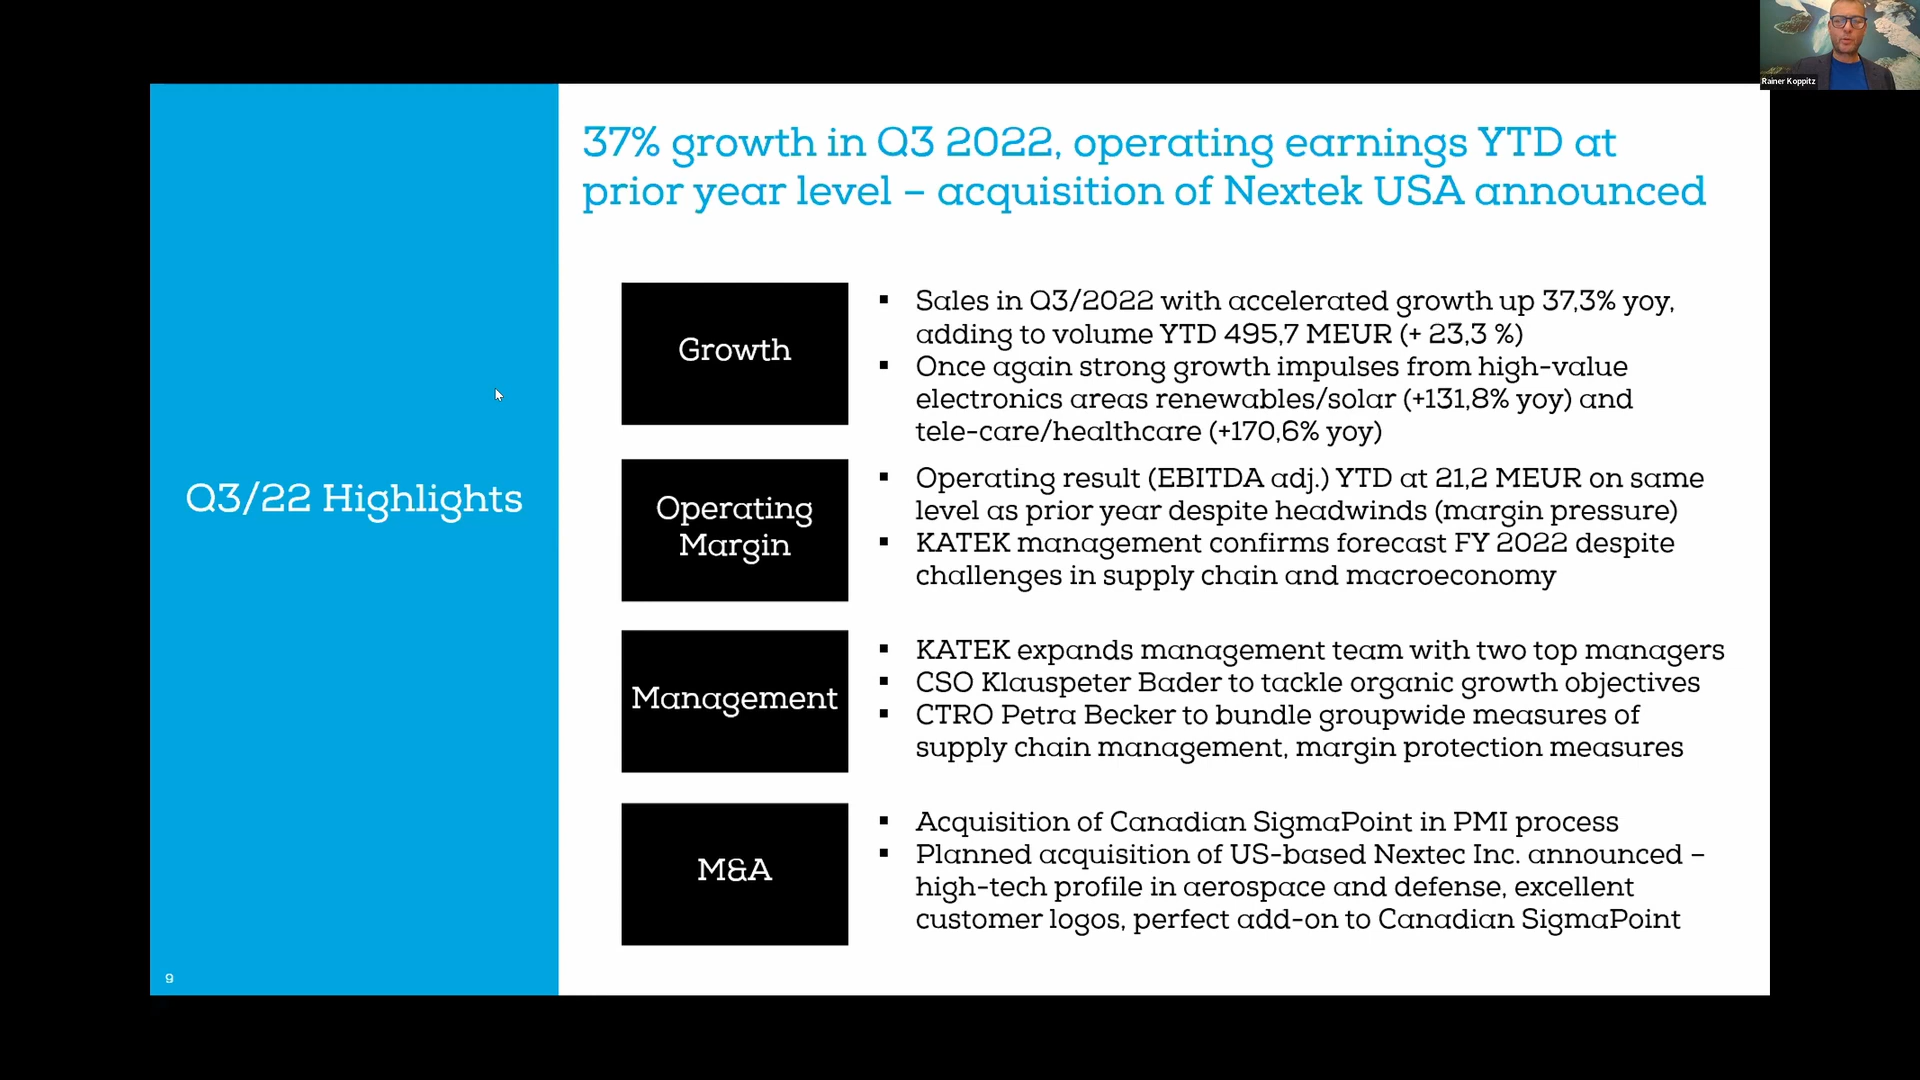 Rainer Koppitz
37% growth in Q3 2022, operating earnings YTD at
prior year level – acquisition of Nextek USA announced
Q3/22 Highlights
Growth
▪ Sales in Q3/2022 with accelerated growth up 37,3% yoy,
adding to volume YTD 495,7 MEUR (+ 23,3 %)
▪ Once again strong growth impulses from high-value
electronics areas renewables/solar (+131,8% yoy) and
tele-care/healthcare (+170,6% yoy)
Operating
Margin
▪ Operating result (EBITDA adj.) YTD at 21,2 MEUR on same
level as prior year despite headwinds (margin pressure)
▪ KATEK management confirms forecast FY 2022 despite
challenges in supply chain and macroeconomy
Management
▪ KATEK expands management team with two top managers
▪ CSO Klauspeter Bader to tackle organic growth objectives
▪ CTRO Petra Becker to bundle groupwide measures of
supply chain management, margin protection measures
M&A
▪ Acquisition of Canadian SigmaPoint in PMI process
▪ Planned acquisition of US-based Nextec Inc. announced –
high-tech profile in aerospace and defense, excellent
customer logos, perfect add-on to Canadian SigmaPoint
9